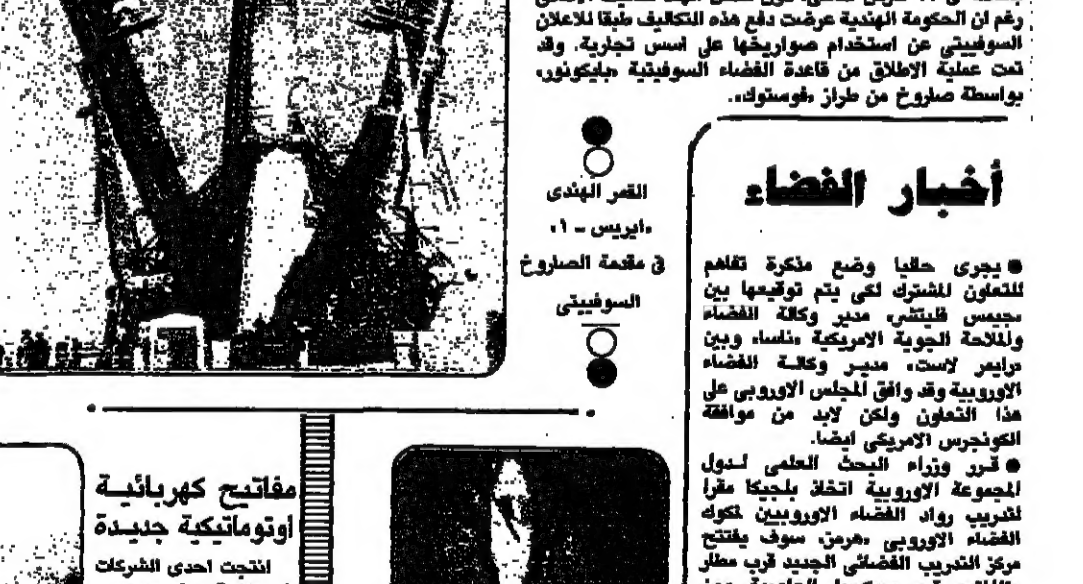 رغم ان الحكومة الهندية عرضت دفع هذه التكاليف طبقا للاعلان
السوفييتى عن استخدام صواريخها على اسس تجارية. وقد
تمت عملية الاطلاق من قاعدة الفضاء السوفيتية «بايكونور»
بواسطة صاروخ من طراز «فوستوك».
القمر الهندى
«ايريس - ١»
فى مقدمة الصاروخ
السوفييتى
أخبار الفضاء
● يجرى حاليا وضع مذكرة تفاهم
للتعاون المشترك لكى يتم توقيعها بين
«جيمس فليتشر» مدير وكالة الفضاء
والملاحة الجوية الامريكية «ناسا» وبين
«رايمر لاست» مدير وكالة الفضاء
الاوروبية وقد وافق المجلس الاوروبى على
هذا التعاون ولكن لابد من موافقة
الكونجرس الامريكى ايضا.
● قرر وزراء البحث العلمى لدول
المجموعة الاوروبية اتخاذ بلجيكا مقرا
لتدريب رواد الفضاء الاوروبيين لمكوك
الفضاء الاوروبى «هرمز» سوف يفتتح
مركز التدريب الفضائى الجديد قرب مطار
مفاتيح كهربائية
اوتوماتيكية جديدة
انتجت احدى الشركات